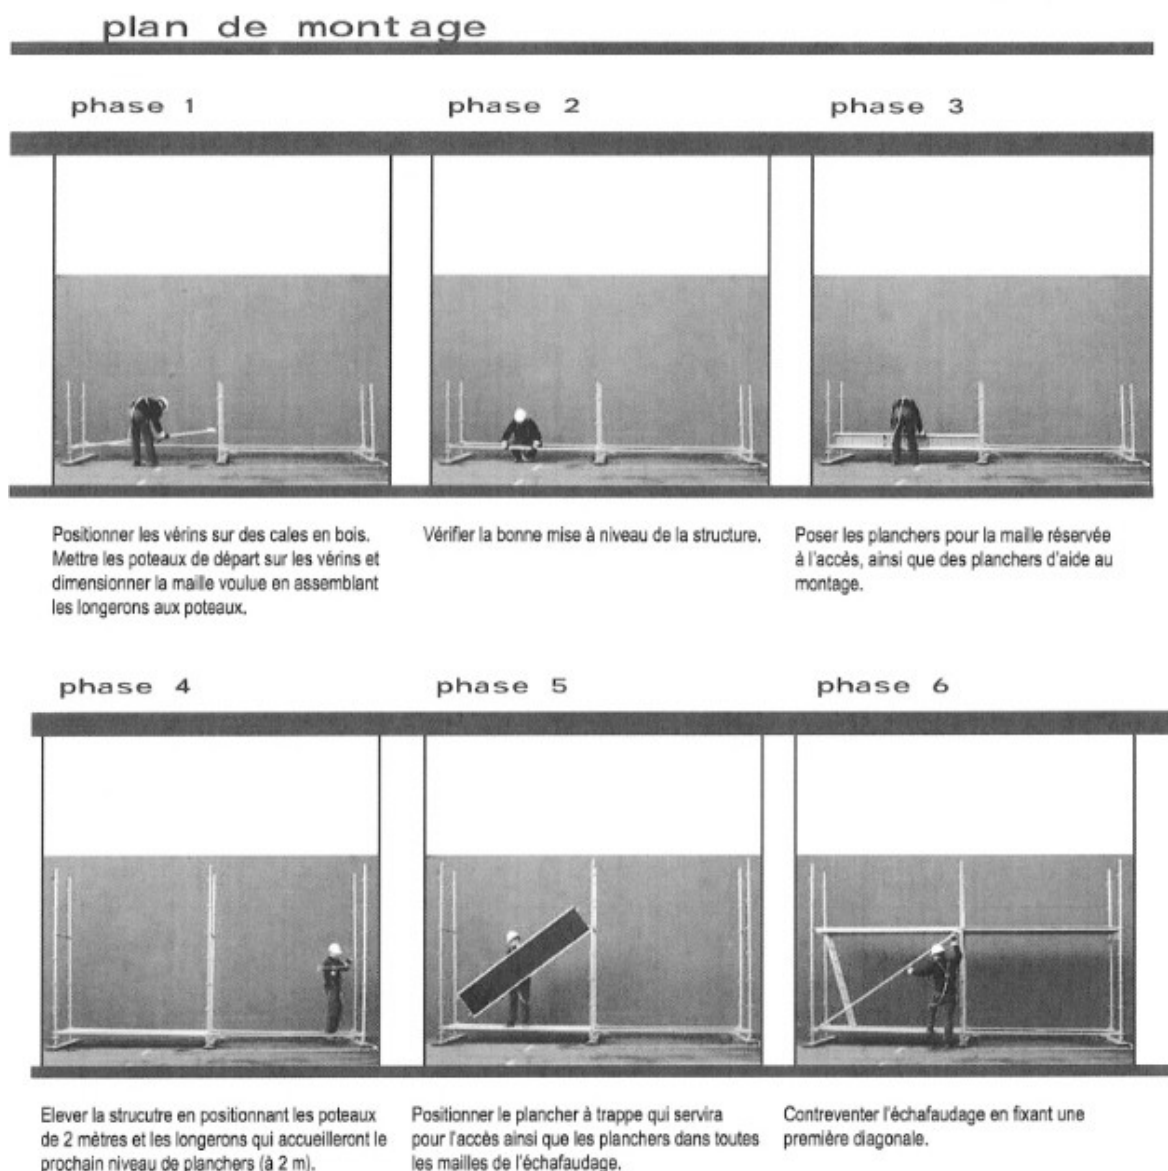 plan de montage
phase 1
phase 2
phase 3
Positionner les vérins sur des cales en bois.
Mettre les poteaux de départ sur les vérins et
dimensionner la maille voulue en assemblant
les longerons aux poteaux.
Vérifier la bonne mise à niveau de la structure.
Poser les planchers pour la maille réservée
à l'accès, ainsi que des planchers d'aide au
montage.
phase 4
phase 5
phase 6
Elever la strucutre en positionnant les poteaux
de 2 mètres et les longerons qui accueilleront le
prochain niveau de planchers (à 2 m).
Positionner le plancher à trappe qui servira
pour l'accès ainsi que les planchers dans toutes
les mailles de l'échafaudage.
Contreventer l'échafaudage en fixant une
première diagonale.